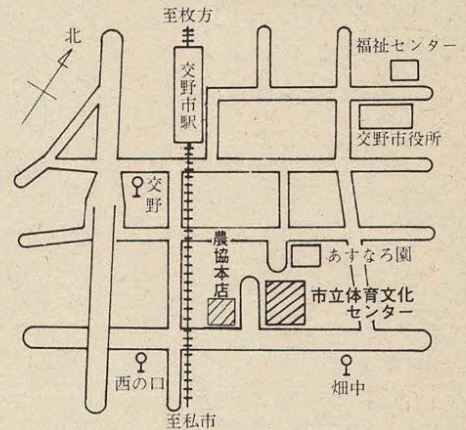 至枚方
北
福祉センター
交野市駅
交野市役所
交野
農協本店
あすなろ園
市立体育文化
センター
西の口
畑中
至私市